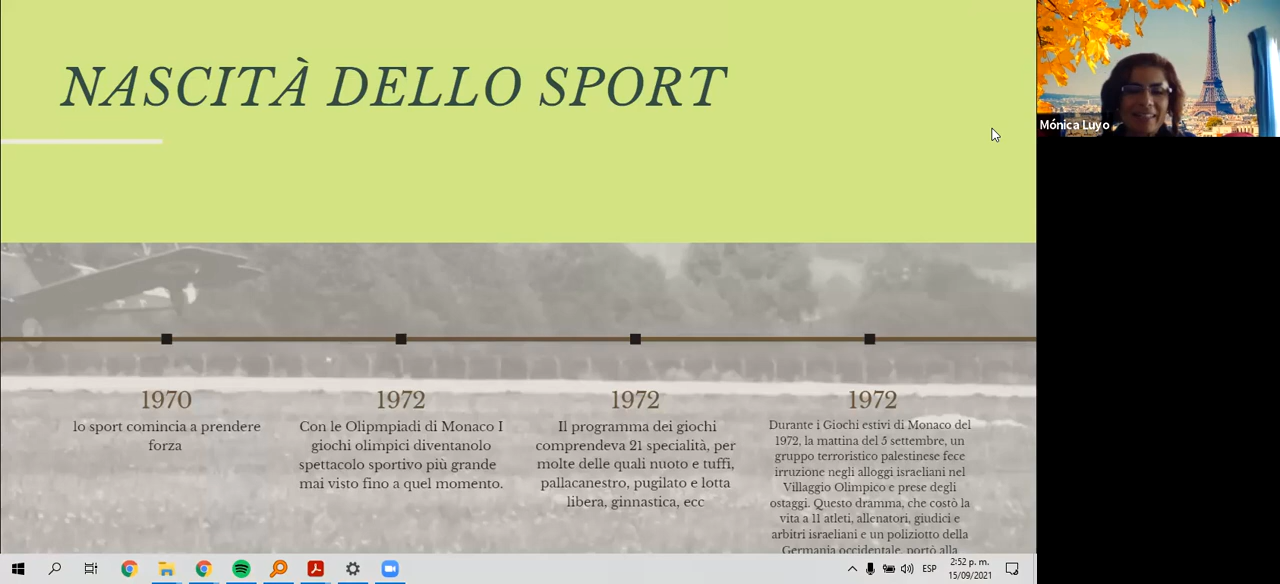 NASCITÀ DELLO SPORT
Mónica Luyo
1970
lo sport comincia a prendere
forza
1972
Con le Olipmpiadi di Monaco I
giochi olimpici diventanolo
spettacolo sportivo più grande
mai visto fino a quel momento.
1972
Il programma dei giochi
comprendeva 21 specialità, per
molte delle quali nuoto e tuffi,
pallacanestro, pugilato e lotta
libera, ginnastica, ecc
1972
Durante i Giochi estivi di Monaco del
1972, la mattina del 5 settembre, un
gruppo terroristico palestinese fece
irruzione negli alloggi israeliani nel
Villaggio Olimpico e prese degli
ostaggi. Questo dramma, che costò la
vita a 11 atleti, allenatori, giudici e
arbitri israeliani e un poliziotto della
Germania occidentale, portò alla
ESP
2:52 p. m.
15/09/2021